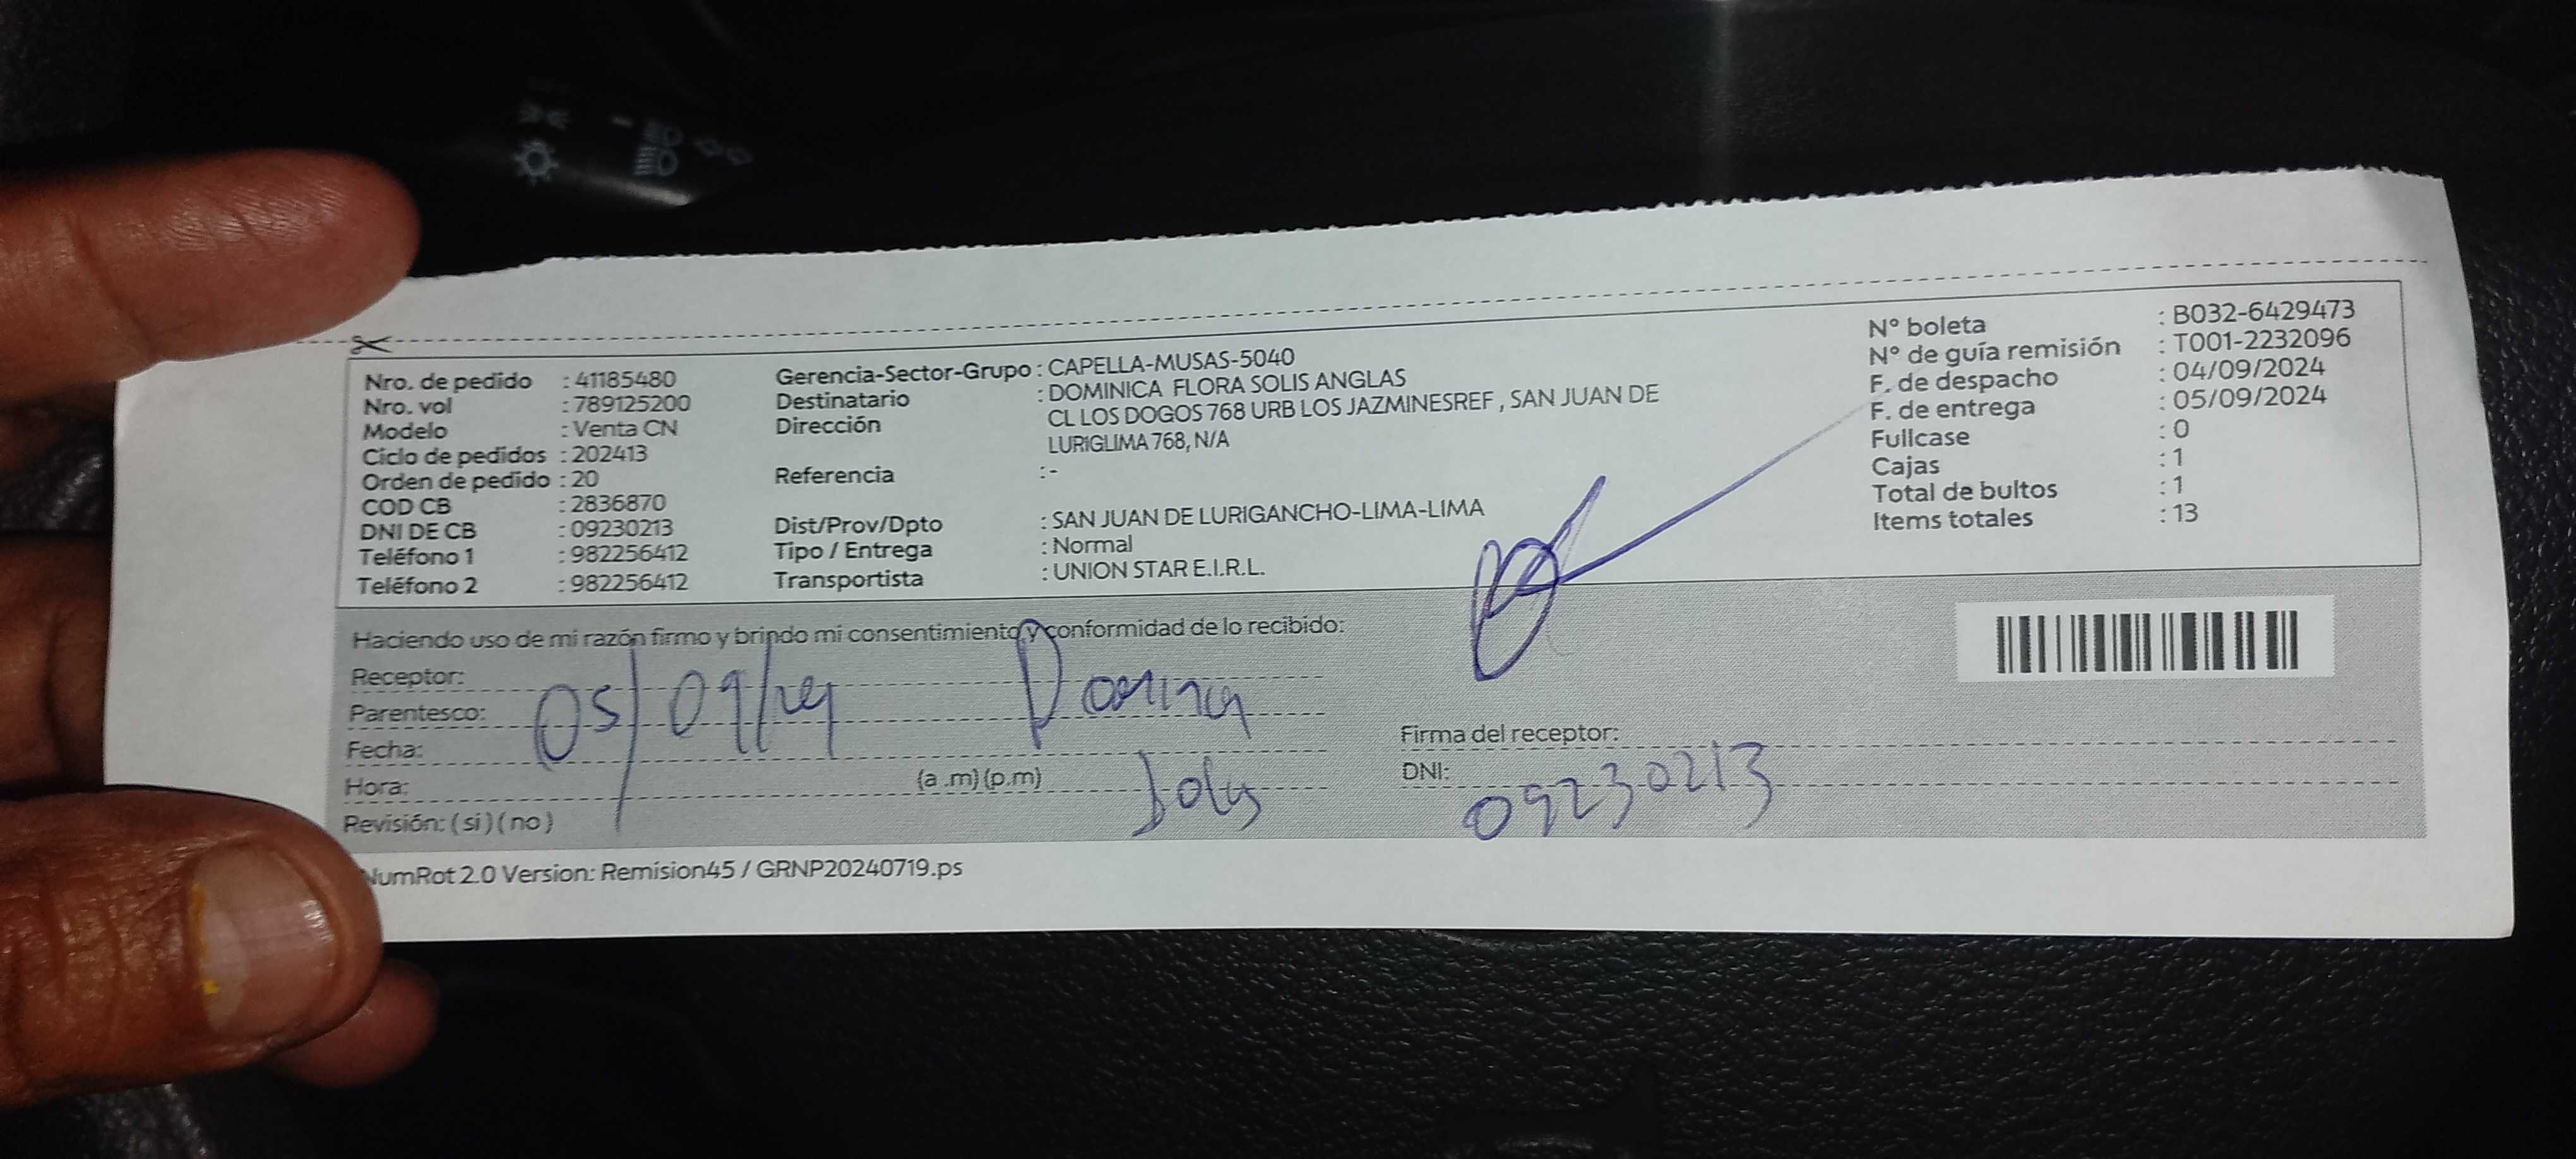 Nro. de pedido : 41185480
Nro. vol : 789125200
Modelo : Venta CN
Ciclo de pedidos : 202413
Orden de pedido : 20
COD CB : 2836870
DNI DE CB : 09230213
Teléfono 1 : 982256412
Teléfono 2 : 982256412
Gerencia-Sector-Grupo : CAPELLA-MUSAS-5040
Destinatario : DOMINICA FLORA SOLIS ANGLAS
Dirección CL LOS DOGOS 768 URB LOS JAZMINESREF , SAN JUAN DE
LURIGLIMA 768, N/A
Referencia : -
Dist/Prov/Dpto : SAN JUAN DE LURIGANCHO-LIMA-LIMA
Tipo / Entrega : Normal
Transportista : UNION STAR E.I.R.L.
N° boleta : B032-6429473
N° de guía remisión : T001-2232096
F. de despacho : 04/09/2024
F. de entrega : 05/09/2024
Fullcase : 0
Cajas : 1
Total de bultos : 1
Items totales : 13
Haciendo uso de mi razón firmo y brindo mi consentimiento y conformidad de lo recibido:
Receptor:
Parentesco:
Fecha: 05/09/24
Hora: (a .m) (p.m)
Revisión: ( si ) ( no )
Firma del receptor:
DNI: 09230213
NumRot 2.0 Version: Remision45 / GRNP20240719.ps